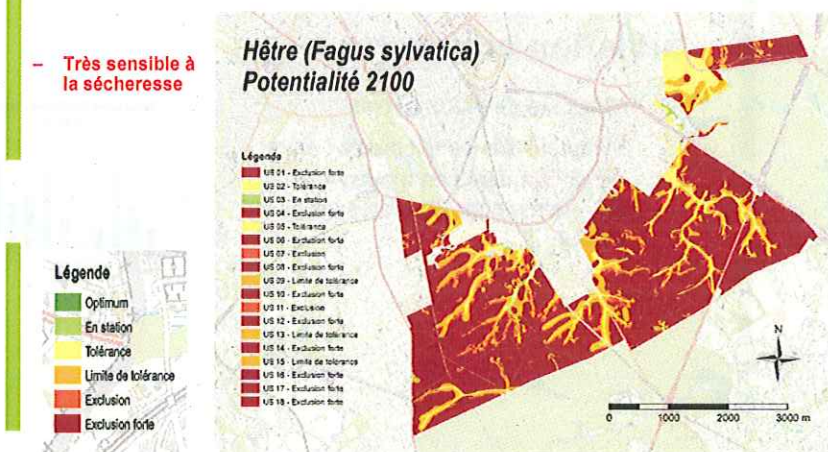 – Très sensible à
la sécheresse
Hêtre (Fagus sylvatica)
Potentialité 2100
Légende
US 01 - Exclusion forte
US 02 - Tolérance
US 03 - En station
US 04 - Exclusion forte
US 05 - Tolérance
US 06 - Exclusion forte
US 07 - Exclusion
US 08 - Exclusion forte
US 09 - Limite de tolérance
US 10 - Exclusion forte
US 11 - Exclusion
US 12 - Exclusion forte
US 13 - Limite de tolérance
US 14 - Exclusion forte
US 15 - Limite de tolérance
US 16 - Exclusion forte
US 17 - Exclusion forte
US 18 - Exclusion forte
Légende
Optimum
En station
Tolérance
Limite de tolérance
Exclusion
Exclusion forte
N
0 1000 2000 3000 m